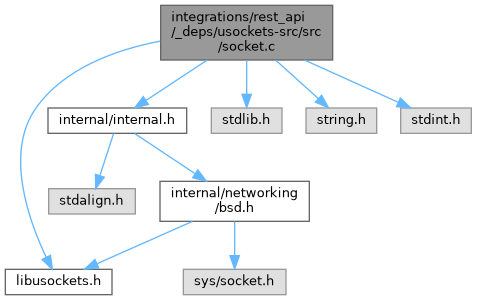 integrations/rest_api
/_deps/usockets-src/src
/socket.c
internal/internal.h
stdlib.h
string.h
stdint.h
stdalign.h
internal/networking
/bsd.h
libusockets.h
sys/socket.h